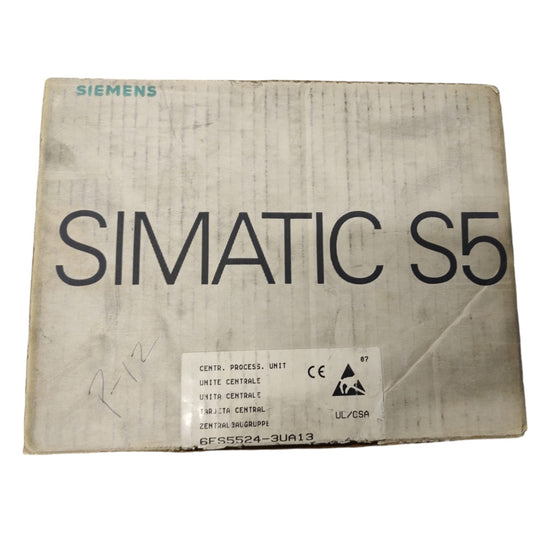 SIEMENS
SIMATIC S5
P-12
CENTR. PROCESS. UNIT
UNITE CENTRALE
UNITA CENTRALE
TARJETA CENTRAL
ZENTRALBAUGRUPPE
6ES5524-3UA13
CE
07
UL/CSA